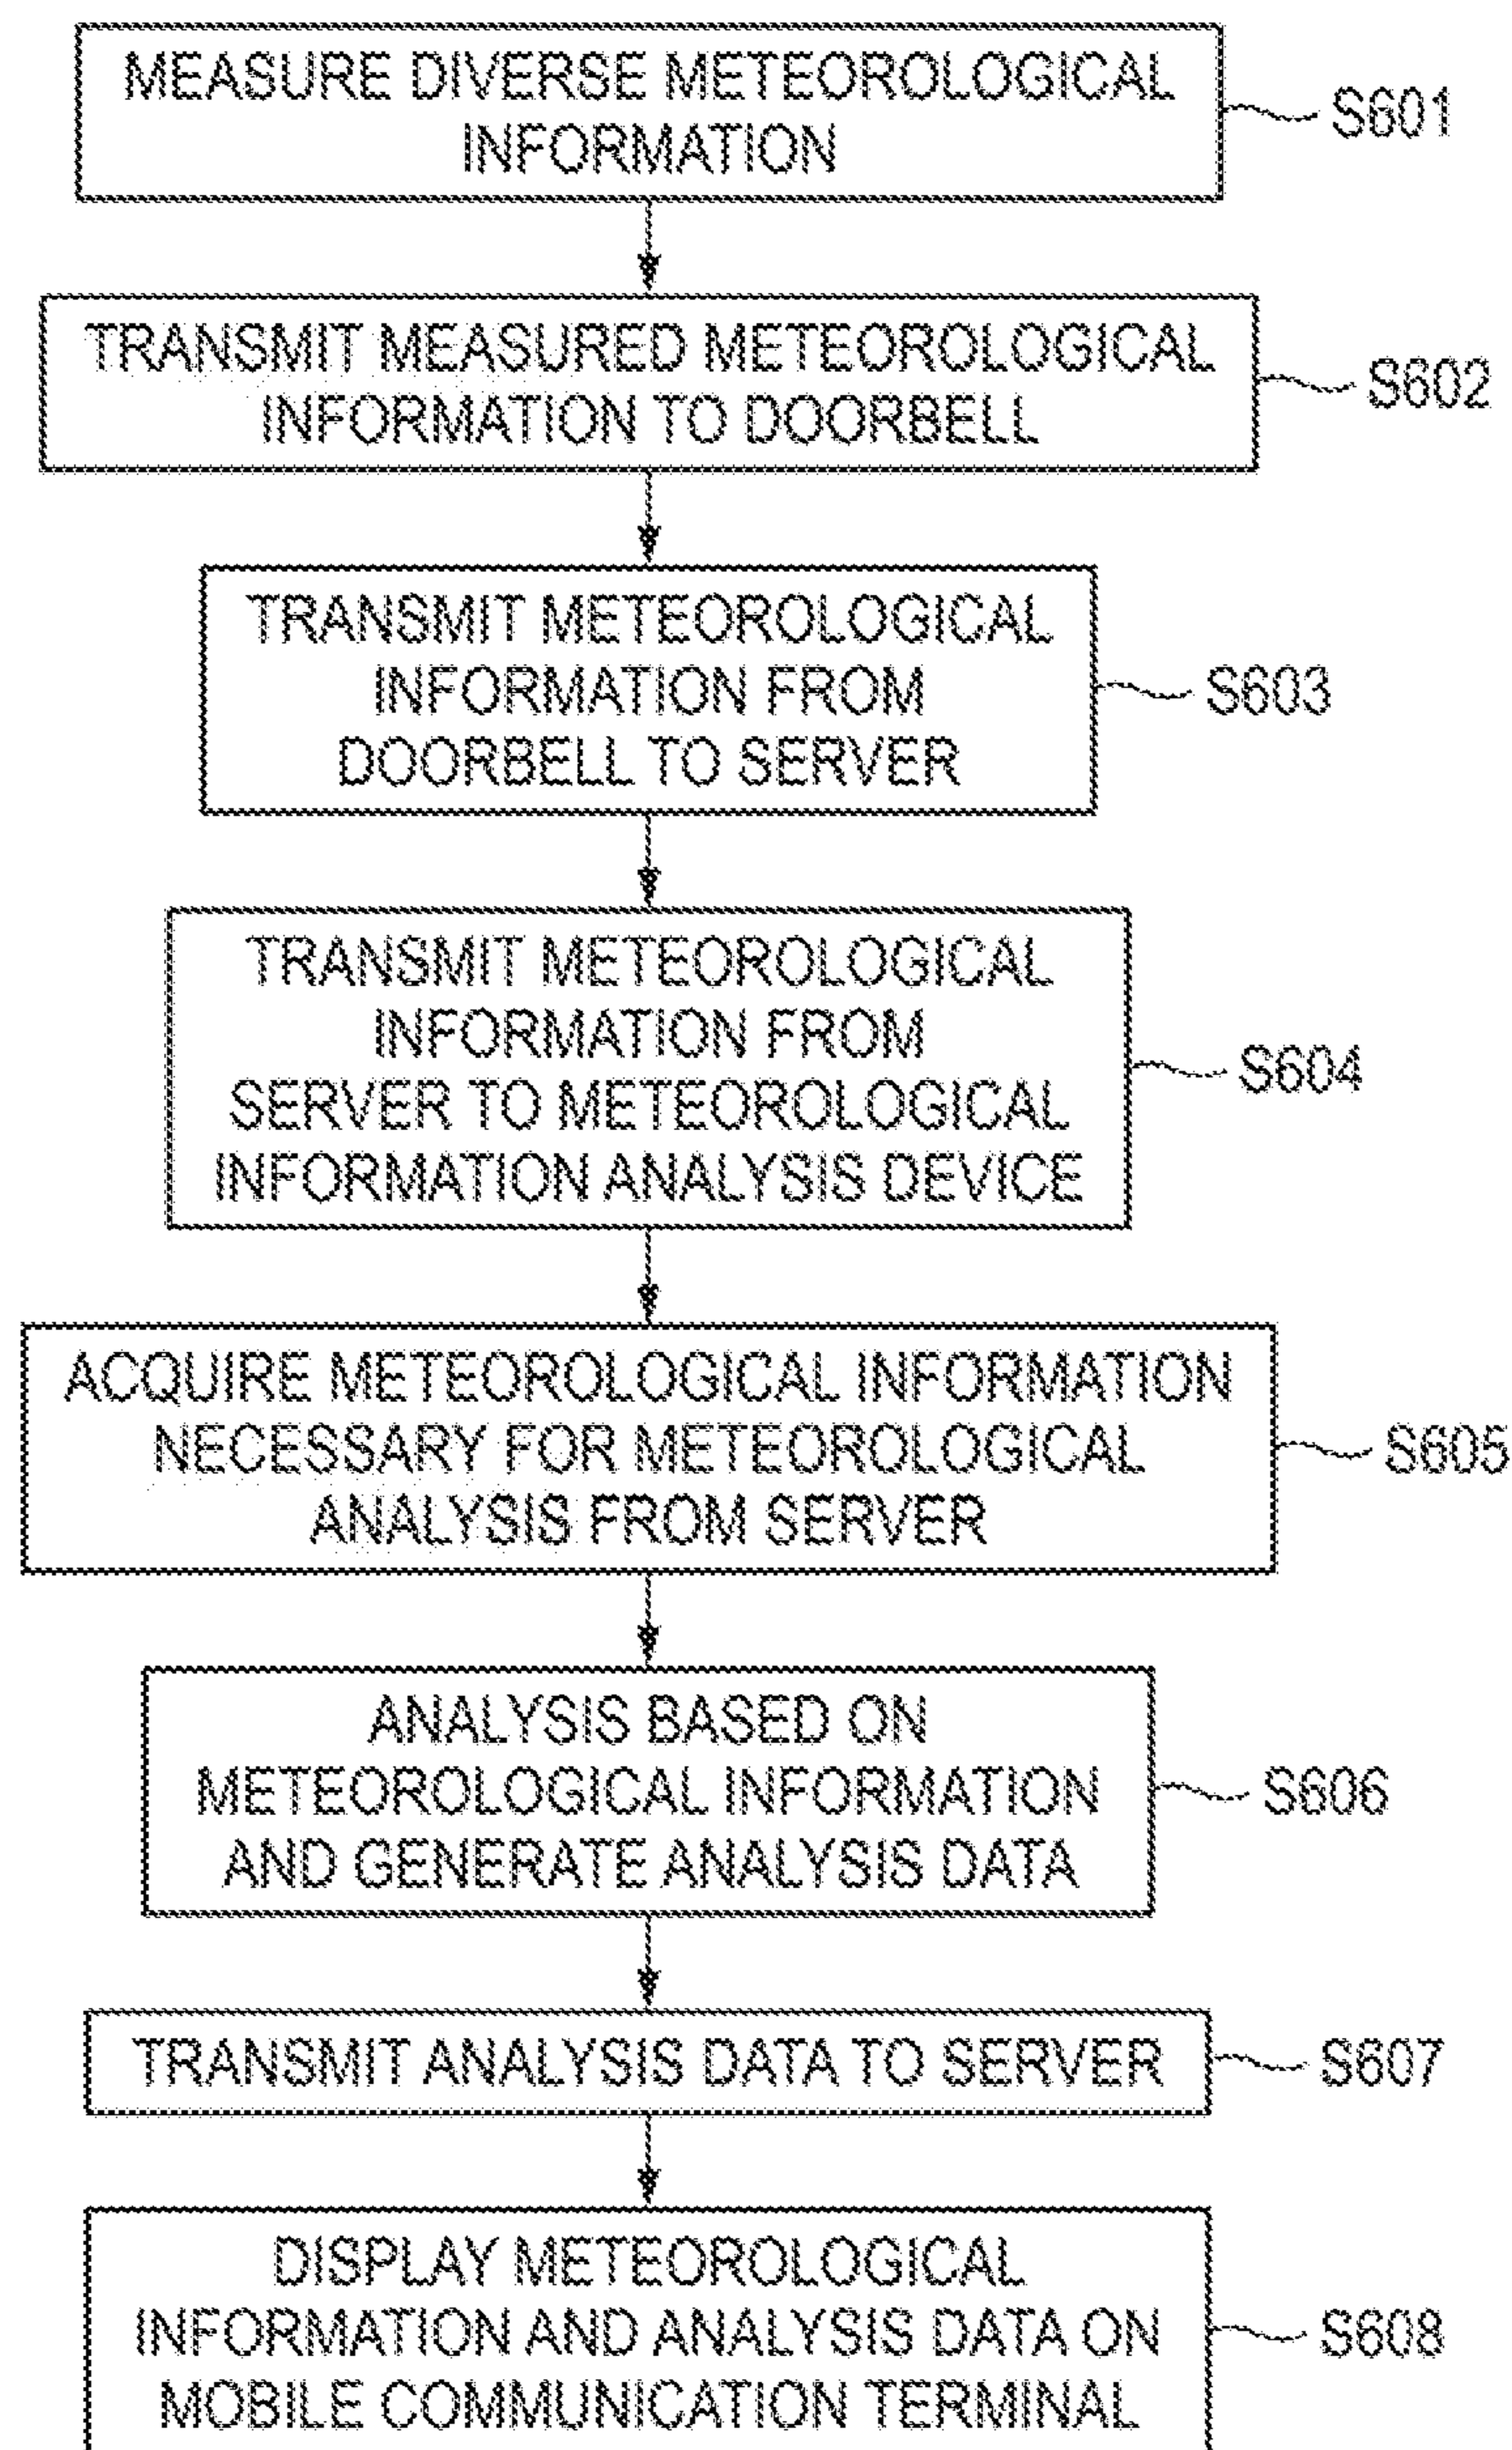 MEASURE DIVERSE METEOROLOGICAL
INFORMATION
S601
TRANSMIT MEASURED METEOROLOGICAL
INFORMATION TO DOORBELL
S602
TRANSMIT METEOROLOGICAL
INFORMATION FROM
DOORBELL TO SERVER
S603
TRANSMIT METEOROLOGICAL
INFORMATION FROM
SERVER TO METEOROLOGICAL
INFORMATION ANALYSIS DEVICE
S604
ACQUIRE METEOROLOGICAL INFORMATION
NECESSARY FOR METEOROLOGICAL
ANALYSIS FROM SERVER
S605
ANALYSIS BASED ON
METEOROLOGICAL INFORMATION
AND GENERATE ANALYSIS DATA
S606
TRANSMIT ANALYSIS DATA TO SERVER
S607
DISPLAY METEOROLOGICAL
INFORMATION AND ANALYSIS DATA ON
MOBILE COMMUNICATION TERMINAL
S608